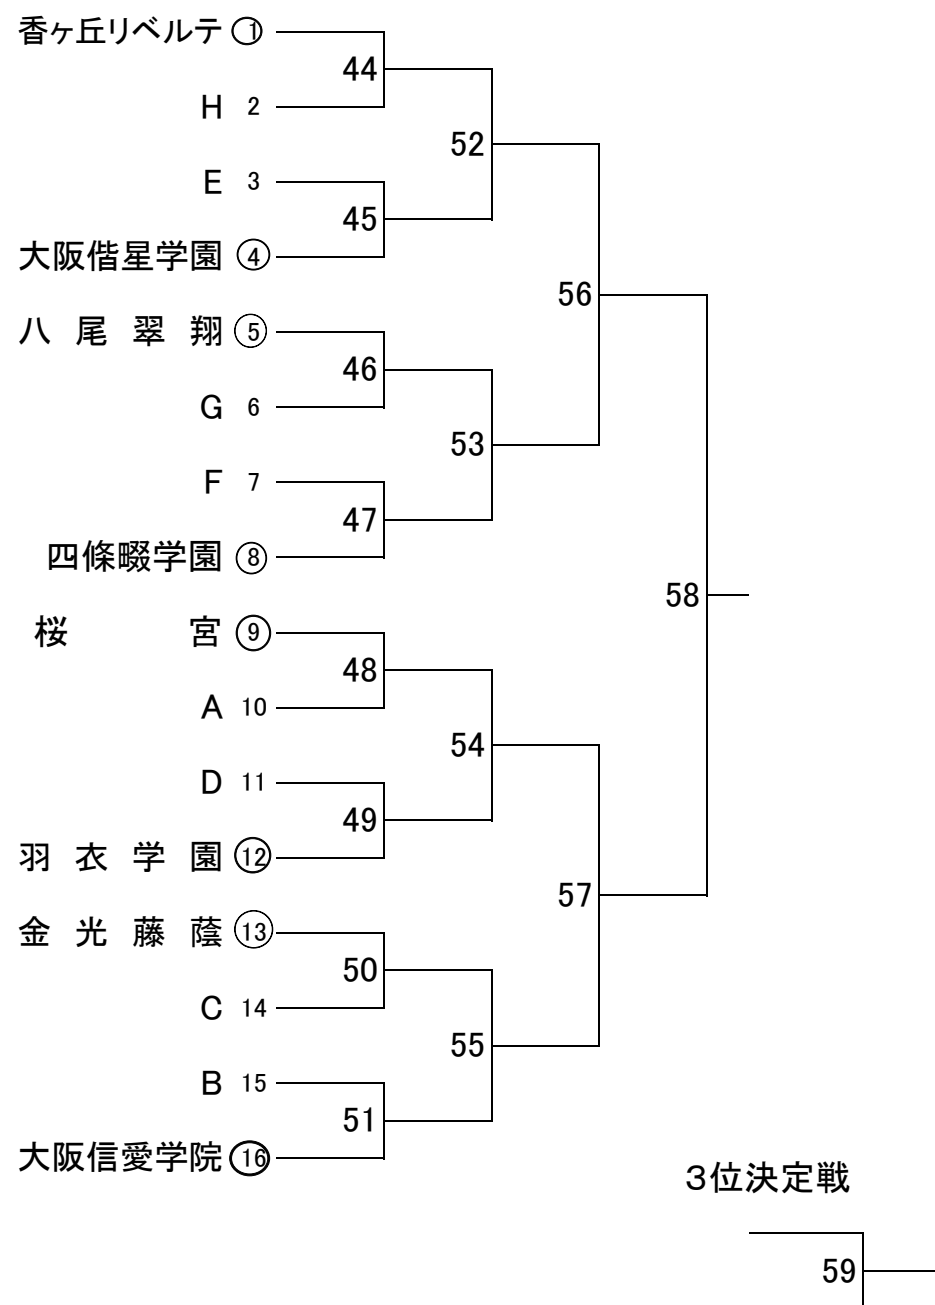 香ヶ丘リベルテ ①
44
H 2
52
E 3
45
大阪偕星学園 ④
56
八尾翠翔 ⑤
46
G 6
53
F 7
47
四條畷学園 ⑧
58
桜宮 ⑨
48
A 10
54
D 11
49
羽衣学園 ⑫
57
金光藤蔭 ⑬
50
C 14
55
B 15
51
大阪信愛学院 ⑯
3位決定戦
59